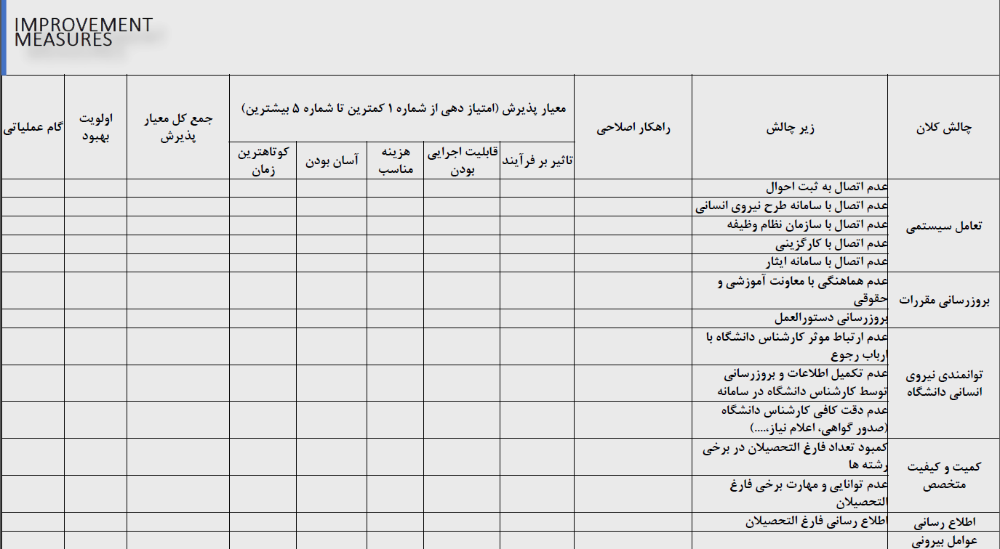 IMPROVEMENT
MEASURES
چالش کلان
زیر چالش
راهکار اصلاحی
معیار پذیرش (امتیاز دهی از شماره ۱ کمترین تا شماره ۵ بیشترین)
جمع کل معیار
پذیرش
اولویت
بهبود
گام عملیاتی
تاثیر بر فرآیند
قابلیت اجرایی
بودن
هزینه
مناسب
آسان بودن
کوتاهترین
زمان
تعامل سیستمی
عدم اتصال به ثبت احوال
عدم اتصال با سامانه طرح نیروی انسانی
عدم اتصال با سازمان نظام وظیفه
عدم اتصال با کارگزینی
عدم اتصال با سامانه ایثار
بروزرسانی مقررات
عدم هماهنگی با معاونت آموزشی و
حقوقی
بروزرسانی دستورالعمل
توانمندی نیروی
انسانی دانشگاه
عدم ارتباط موثر کارشناس دانشگاه با
ارباب رجوع
عدم تکمیل اطلاعات و بروزرسانی
توسط کارشناس دانشگاه در سامانه
عدم دقت کافی کارشناس دانشگاه
(صدور گواهی، اعلام نیاز،....)
کمیت و کیفیت
متخصص
کمبود تعداد فارغ التحصیلان در برخی
رشته ها
عدم توانایی و مهارت برخی فارغ
التحصیلان
اطلاع رسانی
اطلاع رسانی فارغ التحصیلان
عوامل بیرونی